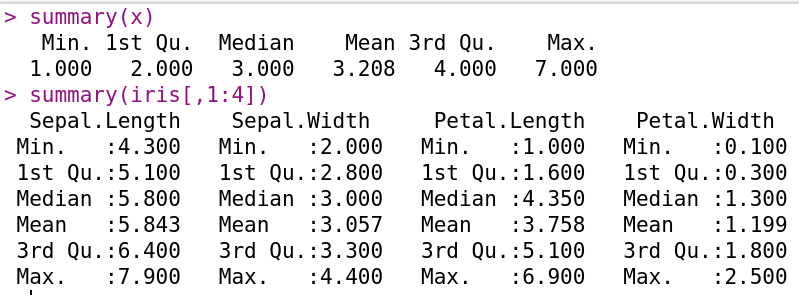 > summary(x)
   Min. 1st Qu.  Median    Mean 3rd Qu.    Max.
  1.000   2.000   3.000   3.208   4.000   7.000
> summary(iris[,1:4])
  Sepal.Length    Sepal.Width     Petal.Length    Petal.Width
 Min.   :4.300   Min.   :2.000   Min.   :1.000   Min.   :0.100
 1st Qu.:5.100   1st Qu.:2.800   1st Qu.:1.600   1st Qu.:0.300
 Median :5.800   Median :3.000   Median :4.350   Median :1.300
 Mean   :5.843   Mean   :3.057   Mean   :3.758   Mean   :1.199
 3rd Qu.:6.400   3rd Qu.:3.300   3rd Qu.:5.100   3rd Qu.:1.800
 Max.   :7.900   Max.   :4.400   Max.   :6.900   Max.   :2.500